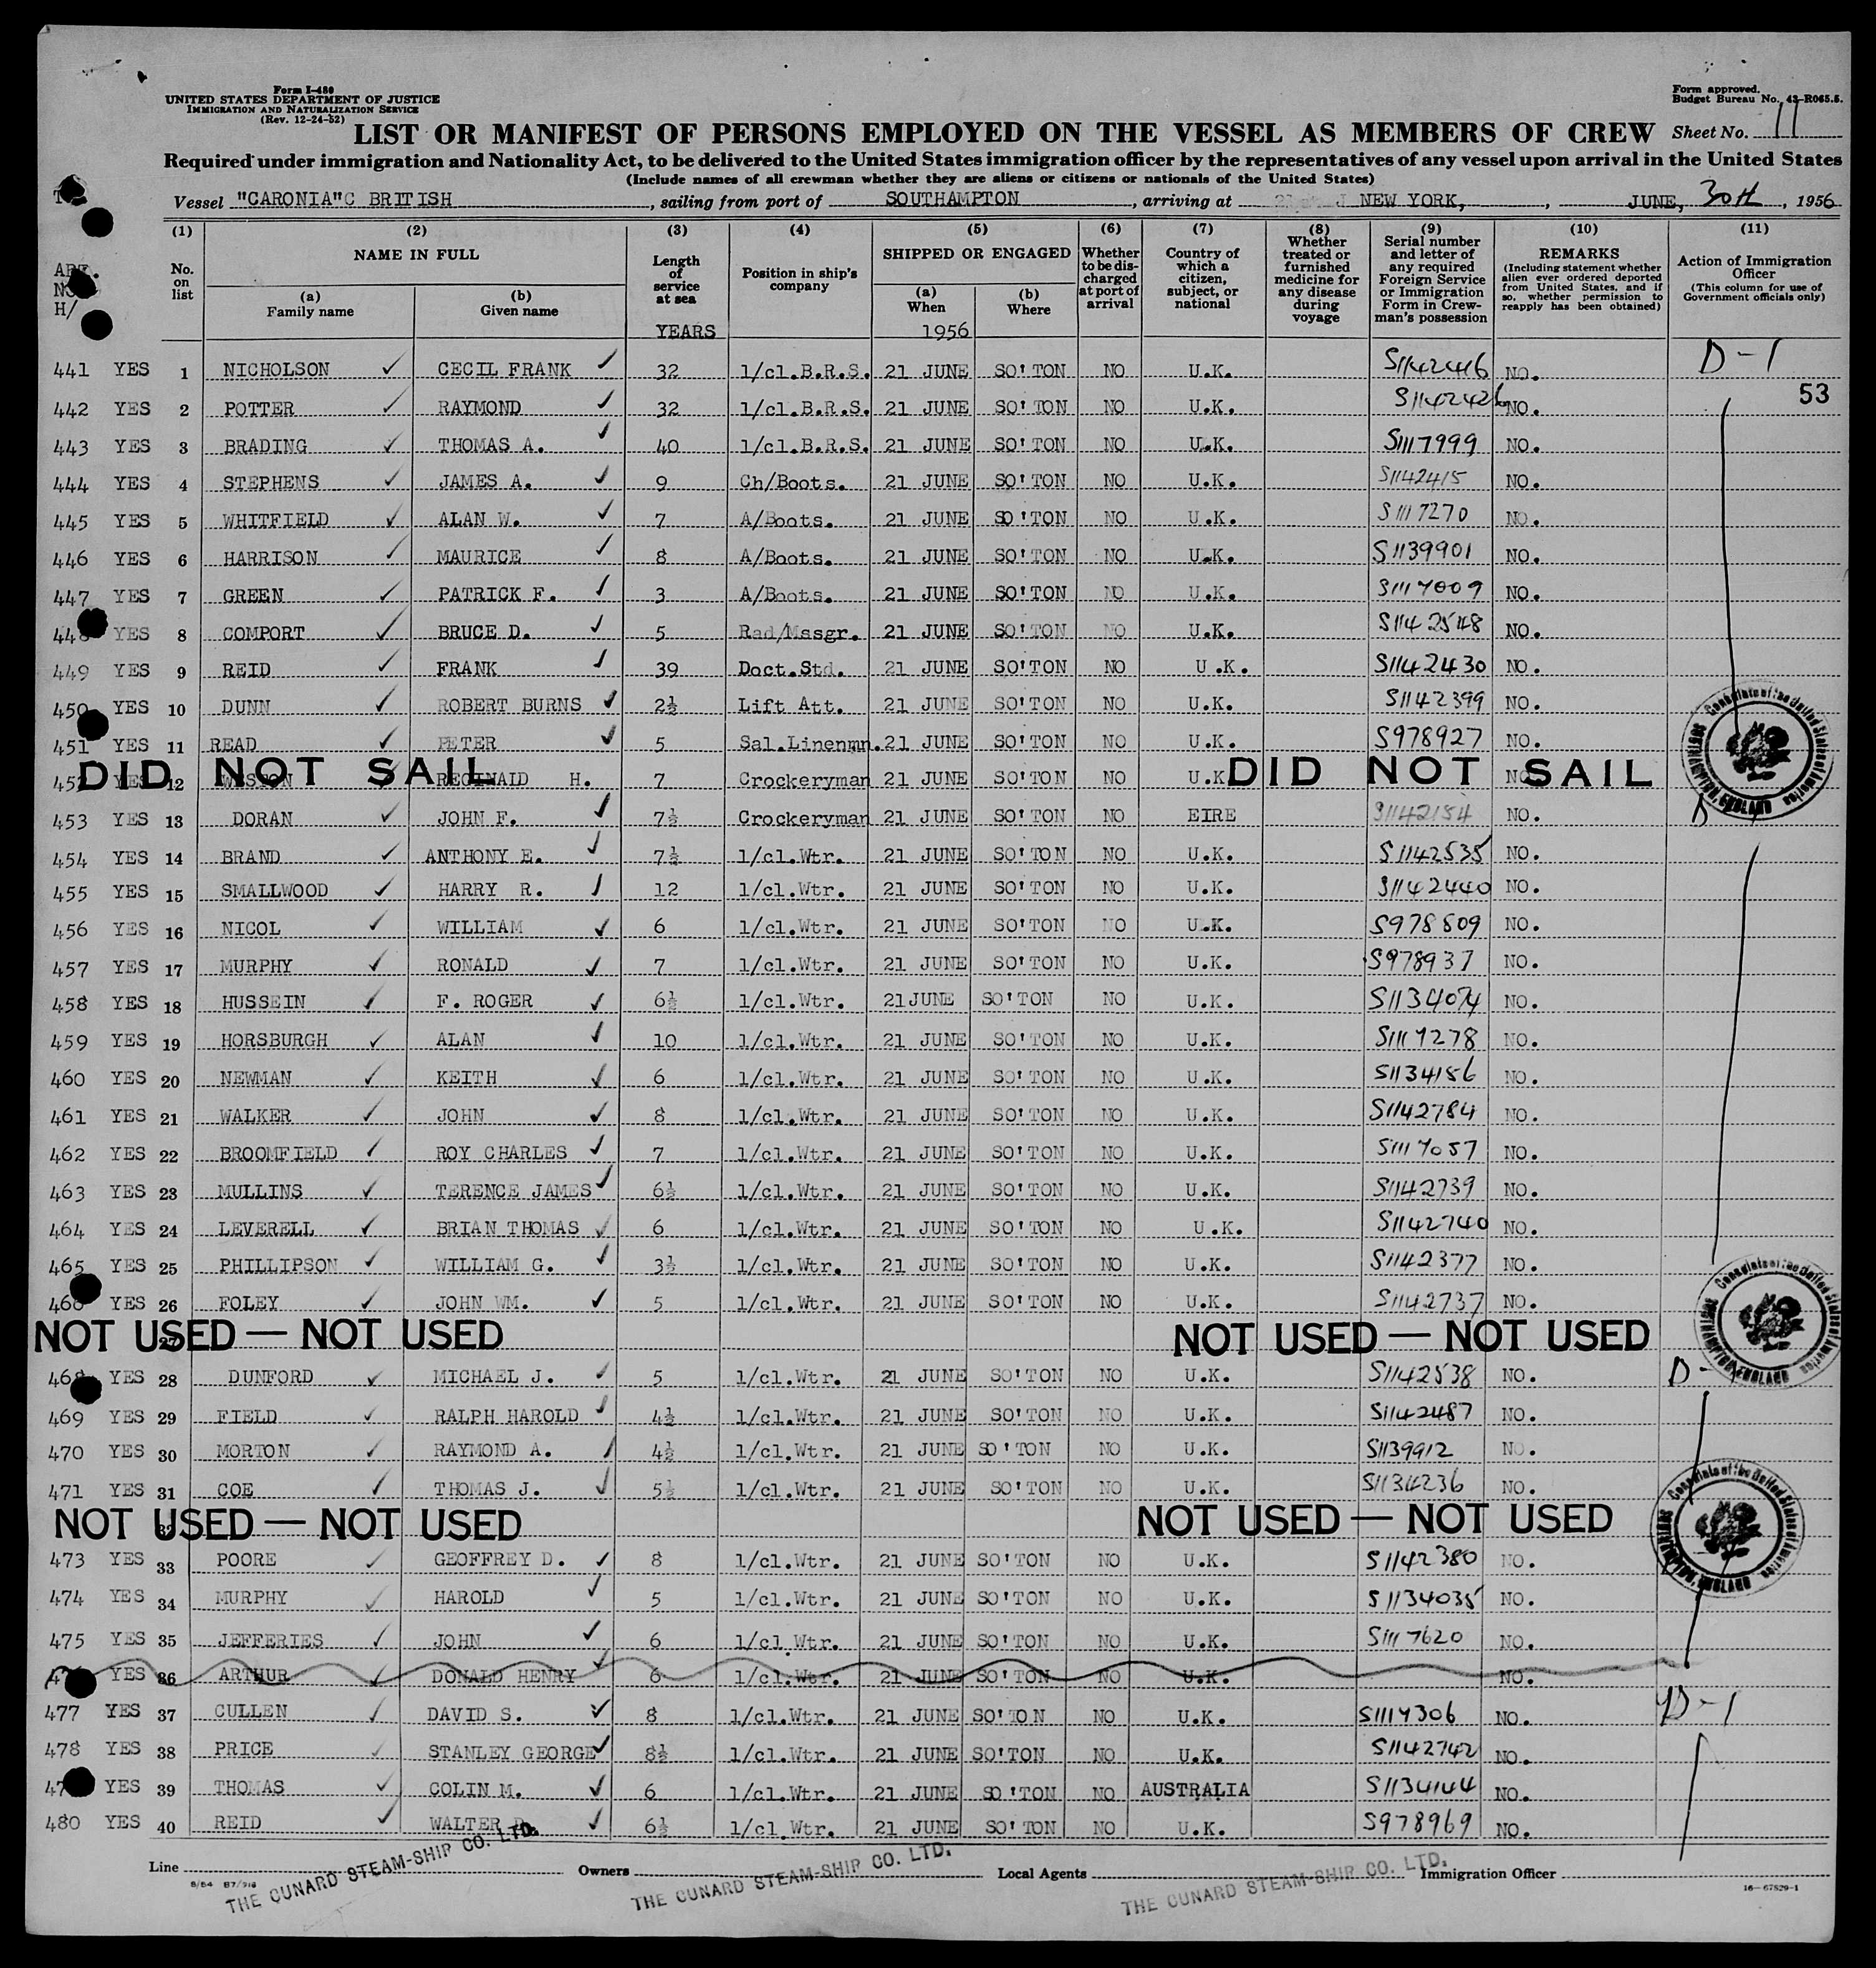 Form I-480
UNITED STATES DEPARTMENT OF JUSTICE
IMMIGRATION AND NATURALIZATION SERVICE
(Rev. 12-24-52)
Form approved.
Budget Bureau No. 43-R065.5.
LIST OR MANIFEST OF PERSONS EMPLOYED ON THE VESSEL AS MEMBERS OF CREW Sheet No. 11
Required under immigration and Nationality Act, to be delivered to the United States immigration officer by the representatives of any vessel upon arrival in the United States
(Include names of all crewman whether they are aliens or citizens or nationals of the United States)
Vessel "CARONIA"C BRITISH, sailing from port of SOUTHAMPTON, arriving at NEW YORK, JUNE, 30th, 1956
(1) (2) (3) (4) (5) (6) (7) (8) (9) (10) (11)
No. on list
NAME IN FULL
(a) Family name
(b) Given name
Length of service at sea
YEARS
Position in ship's company
SHIPPED OR ENGAGED
(a) When
1956
(b) Where
Whether to be discharged at port of arrival
Country of which a citizen, subject, or national
Whether treated or furnished medicine for any disease during voyage
Serial number and letter of any required Foreign Service or Immigration Form in Crewman's possession
REMARKS
(Including statement whether alien ever ordered deported from United States, and if so, whether permission to reapply has been obtained)
Action of Immigration Officer
(This column for use of Government officials only)
441 YES 1 NICHOLSON CECIL FRANK 32 1/cl.B.R.S. 21 JUNE SO'TON NO U.K. S1142446 NO. D-1
53
442 YES 2 POTTER RAYMOND 32 1/cl.B.R.S. 21 JUNE SO'TON NO U.K. S1142426 NO.
443 YES 3 BRADING THOMAS A. 40 1/cl.B.R.S. 21 JUNE SO'TON NO U.K. S1117999 NO.
444 YES 4 STEPHENS JAMES A. 9 Ch/Boots. 21 JUNE SO'TON NO U.K. S1142415 NO.
445 YES 5 WHITFIELD ALAN W. 7 A/Boots. 21 JUNE SO'TON NO U.K. S1117270 NO.
446 YES 6 HARRISON MAURICE 8 A/Boots. 21 JUNE SO'TON NO U.K. S1139901 NO.
447 YES 7 GREEN PATRICK F. 3 A/Boots. 21 JUNE SO'TON NO U.K. S1117009 NO.
448 YES 8 COMPORT BRUCE D. 5 Rad/Mssgr. 21 JUNE SO'TON NO U.K. S1142548 NO.
449 YES 9 REID FRANK 39 Doct.Std. 21 JUNE SO'TON NO U.K. S1142430 NO.
450 YES 10 DUNN ROBERT BURNS 2½ Lift Att. 21 JUNE SO'TON NO U.K. S1142399 NO.
451 YES 11 READ PETER 5 Sal.Linenmn. 21 JUNE SO'TON NO U.K. S978927 NO.
452 YES 12 REGINALD H. 7 Crockeryman 21 JUNE SO'TON NO U.K. NO.
DID NOT SAIL DID NOT SAIL
453 YES 13 DORAN JOHN F. 7½ Crockeryman 21 JUNE SO'TON NO EIRE S1142154 NO.
454 YES 14 BRAND ANTHONY E. 7½ 1/cl.Wtr. 21 JUNE SO'TON NO U.K. S1142535 NO.
455 YES 15 SMALLWOOD HARRY R. 12 1/cl.Wtr. 21 JUNE SO'TON NO U.K. S1142440 NO.
456 YES 16 NICOL WILLIAM 6 1/cl.Wtr. 21 JUNE SO'TON NO U.K. S978809 NO.
457 YES 17 MURPHY RONALD 7 1/cl.Wtr. 21 JUNE SO'TON NO U.K. S978937 NO.
458 YES 18 HUSSEIN F. ROGER 6½ 1/cl.Wtr. 21JUNE SO'TON NO U.K. S1134074 NO.
459 YES 19 HORSBURGH ALAN 10 1/cl.Wtr. 21 JUNE SO'TON NO U.K. S1117278 NO.
460 YES 20 NEWMAN KEITH 6 1/cl.Wtr. 21 JUNE SO'TON NO U.K. S1134186 NO.
461 YES 21 WALKER JOHN 8 1/cl.Wtr. 21 JUNE SO'TON NO U.K. S1142784 NO.
462 YES 22 BROOMFIELD ROY CHARLES 7 1/cl.Wtr. 21 JUNE SO'TON NO U.K. S1117057 NO.
463 YES 23 MULLINS TERENCE JAMES 6½ 1/cl.Wtr. 21 JUNE SO'TON NO U.K. S1142739 NO.
464 YES 24 LEVERELL BRIAN THOMAS 6 1/cl.Wtr. 21 JUNE SO'TON NO U.K. S1142740 NO.
465 YES 25 PHILLIPSON WILLIAM G. 3½ 1/cl.Wtr. 21 JUNE SO'TON NO U.K. S1142377 NO.
466 YES 26 FOLEY JOHN WM. 5 1/cl.Wtr. 21 JUNE SO'TON NO U.K. S1142737 NO.
27 NOT USED — NOT USED NOT USED — NOT USED
468 YES 28 DUNFORD MICHAEL J. 5 1/cl.Wtr. 21 JUNE SO'TON NO U.K. S1142538 NO. D-
469 YES 29 FIELD RALPH HAROLD 4½ 1/cl.Wtr. 21 JUNE SO'TON NO U.K. S1142487 NO.
470 YES 30 MORTON RAYMOND A. 4½ 1/cl.Wtr. 21 JUNE SO'TON NO U.K. S1139912 NO.
471 YES 31 COE THOMAS J. 5½ 1/cl.Wtr. 21 JUNE SO'TON NO U.K. S1134236 NO.
32 NOT USED — NOT USED NOT USED — NOT USED
473 YES 33 POORE GEOFFREY D. 8 1/cl.Wtr. 21 JUNE SO'TON NO U.K. S1142380 NO.
474 YES 34 MURPHY HAROLD 5 1/cl.Wtr. 21 JUNE SO'TON NO U.K. S1134035 NO.
475 YES 35 JEFFERIES JOHN 6 1/cl.Wtr. 21 JUNE SO'TON NO U.K. S1117620 NO.
YES 36 ARTHUR DONALD HENRY 6 1/cl.Wtr. 21 JUNE SO'TON NO U.K. NO.
477 YES 37 CULLEN DAVID S. 8 1/cl.Wtr. 21 JUNE SO'TON NO U.K. S1117306 NO. D-1
478 YES 38 PRICE STANLEY GEORGE 8½ 1/cl.Wtr. 21 JUNE SO'TON NO U.K. S1142742 NO.
YES 39 THOMAS COLIN M. 6 1/cl.Wtr. 21 JUNE SO'TON NO AUSTRALIA S1134144 NO.
480 YES 40 REID WALTER 6½ 1/cl.Wtr. 21 JUNE SO'TON NO U.K. S978969 NO.
Line Owners Local Agents Immigration Officer
THE CUNARD STEAM-SHIP CO. LTD. THE CUNARD STEAM-SHIP CO. LTD. THE CUNARD STEAM-SHIP CO. LTD.
16—67829-1